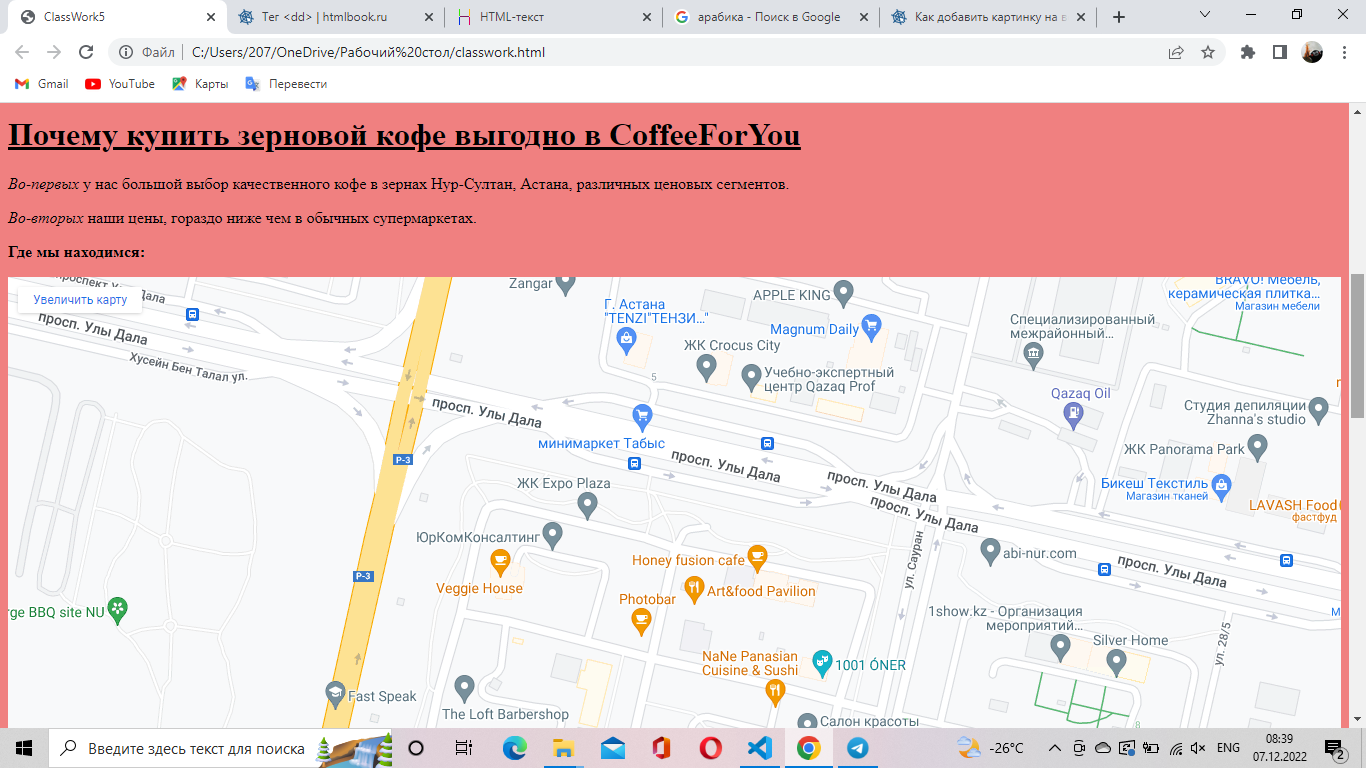 ClassWork5
Тег <dd> | htmlbook.ru
HTML-текст
арабика - Поиск в Google
Как добавить картинку на в
Файл
C:/Users/207/OneDrive/Рабочий%20стол/classwork.html
Gmail
YouTube
Карты
Перевести
Почему купить зерновой кофе выгодно в CoffeeForYou
Во-первых у нас большой выбор качественного кофе в зернах Нур-Султан, Астана, различных ценовых сегментов.
Во-вторых наши цены, гораздо ниже чем в обычных супермаркетах.
Где мы находимся:
Увеличить карту
Zangar
APPLE KING
BRAVO! Мебель,
керамическая плитка...
Магазин мебели
Г. Астана
"TENZI"ТЕНЗИ..."
Magnum Daily
Специализированный
межрайонный...
просп. Улы Дала
Хусейн Бен Талал ул.
ЖК Crocus City
Учебно-экспертный
центр Qazaq Prof
5
Qazaq Oil
Студия депиляции
Zhanna's studio
просп. Улы Дала
минимаркет Табыс
ЖК Panorama Park
P-3
просп. Улы Дала
просп. Улы Дала
просп. Улы Дала
ЖК Expo Plaza
Бикеш Текстиль
Магазин тканей
LAVASH Food
фастфуд
ЮрКомКонсалтинг
ул. Сауран
abi-nur.com
просп. Улы Дала
Honey fusion cafe
P-3
Veggie House
Art&food Pavilion
Photobar
rge BBQ site NU
1show.kz - Организация
мероприятий...
Silver Home
ул. 28/5
NaNe Panasian
Cuisine & Sushi
1001 ÓNER
Fast Speak
The Loft Barbershop
Салон красоты
8
Введите здесь текст для поиска
-26°C
ENG
08:39
07.12.2022
2